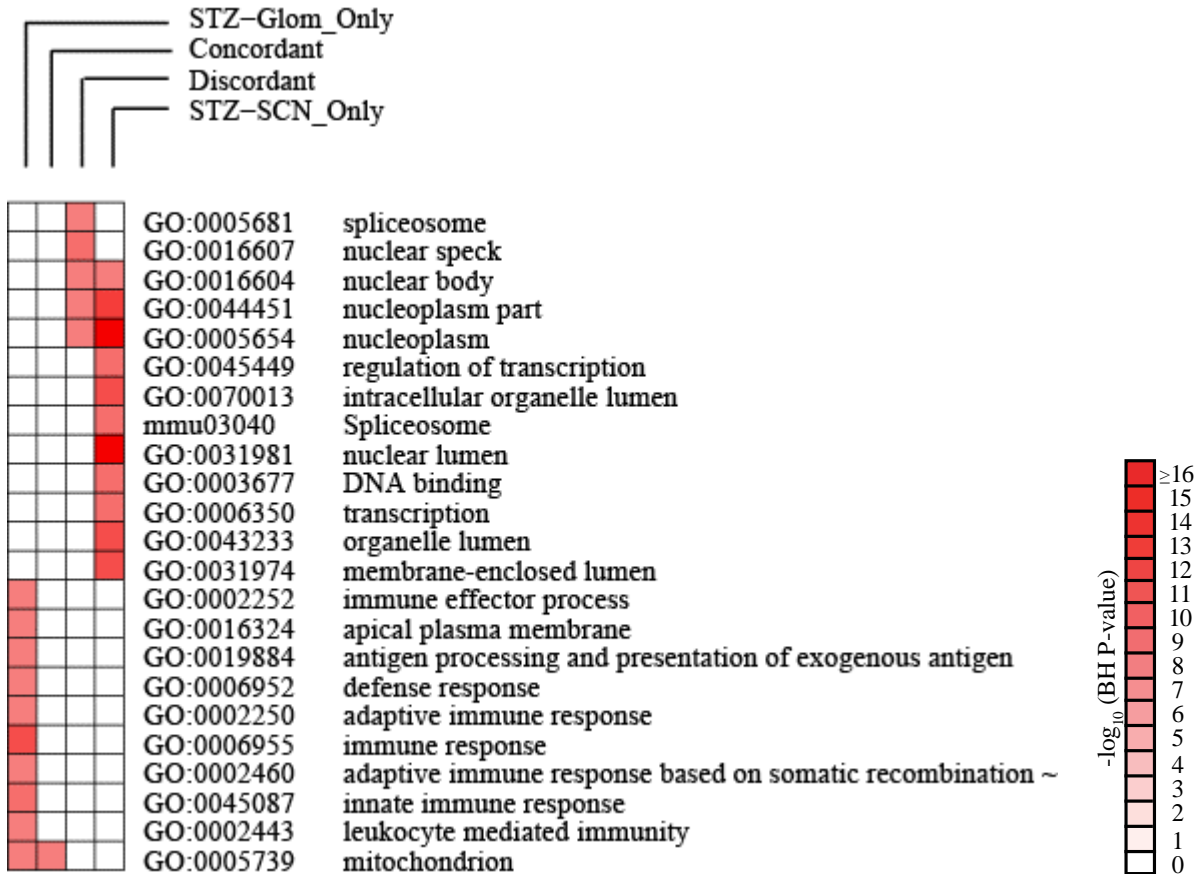 STZ−Glom_Only
Concordant
Discordant
STZ−SCN_Only
GO:0005681 spliceosome
GO:0016607 nuclear speck
GO:0016604 nuclear body
GO:0044451 nucleoplasm part
GO:0005654 nucleoplasm
GO:0045449 regulation of transcription
GO:0070013 intracellular organelle lumen
mmu03040 Spliceosome
GO:0031981 nuclear lumen
GO:0003677 DNA binding
GO:0006350 transcription
GO:0043233 organelle lumen
GO:0031974 membrane-enclosed lumen
GO:0002252 immune effector process
GO:0016324 apical plasma membrane
GO:0019884 antigen processing and presentation of exogenous antigen
GO:0006952 defense response
GO:0002250 adaptive immune response
GO:0006955 immune response
GO:0002460 adaptive immune response based on somatic recombination ~
GO:0045087 innate immune response
GO:0002443 leukocyte mediated immunity
GO:0005739 mitochondrion
-log10 (BH P-value)
≥16
15
14
13
12
11
10
9
8
7
6
5
4
3
2
1
0